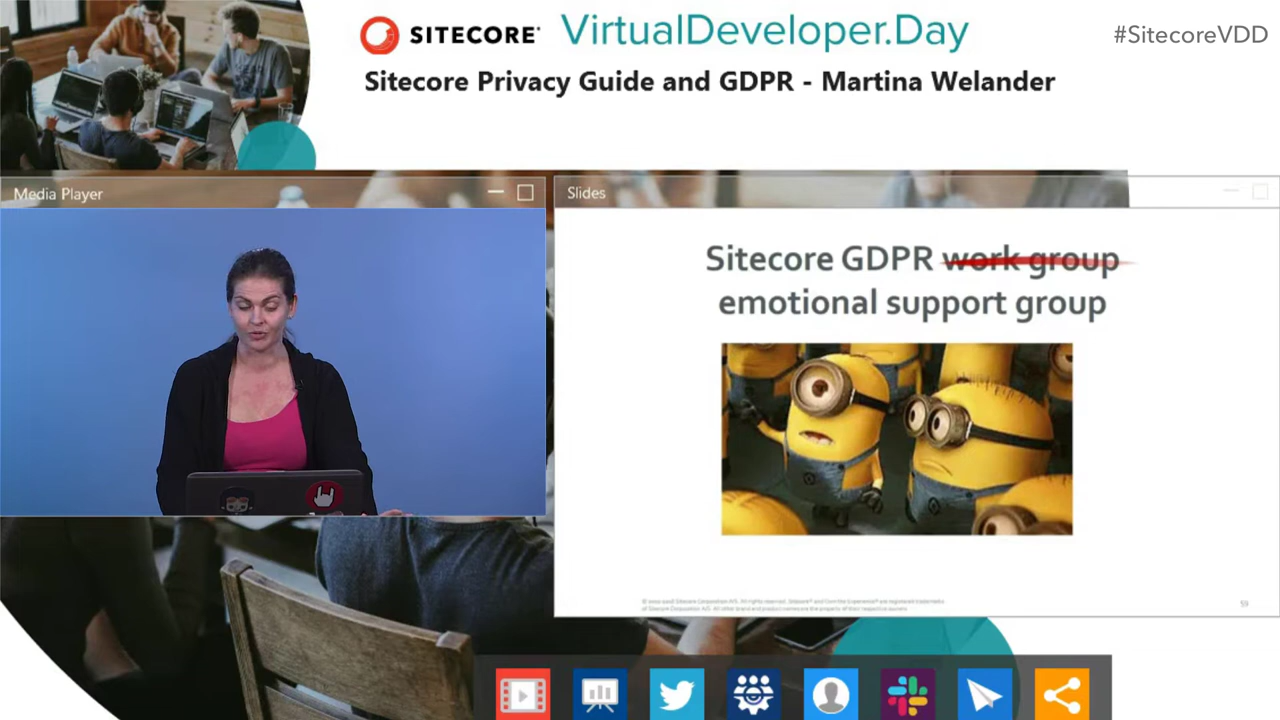 SITECORE® VirtualDeveloper.Day
#SitecoreVDD
Sitecore Privacy Guide and GDPR - Martina Welander
Media Player
Slides
Sitecore GDPR work group
emotional support group
59